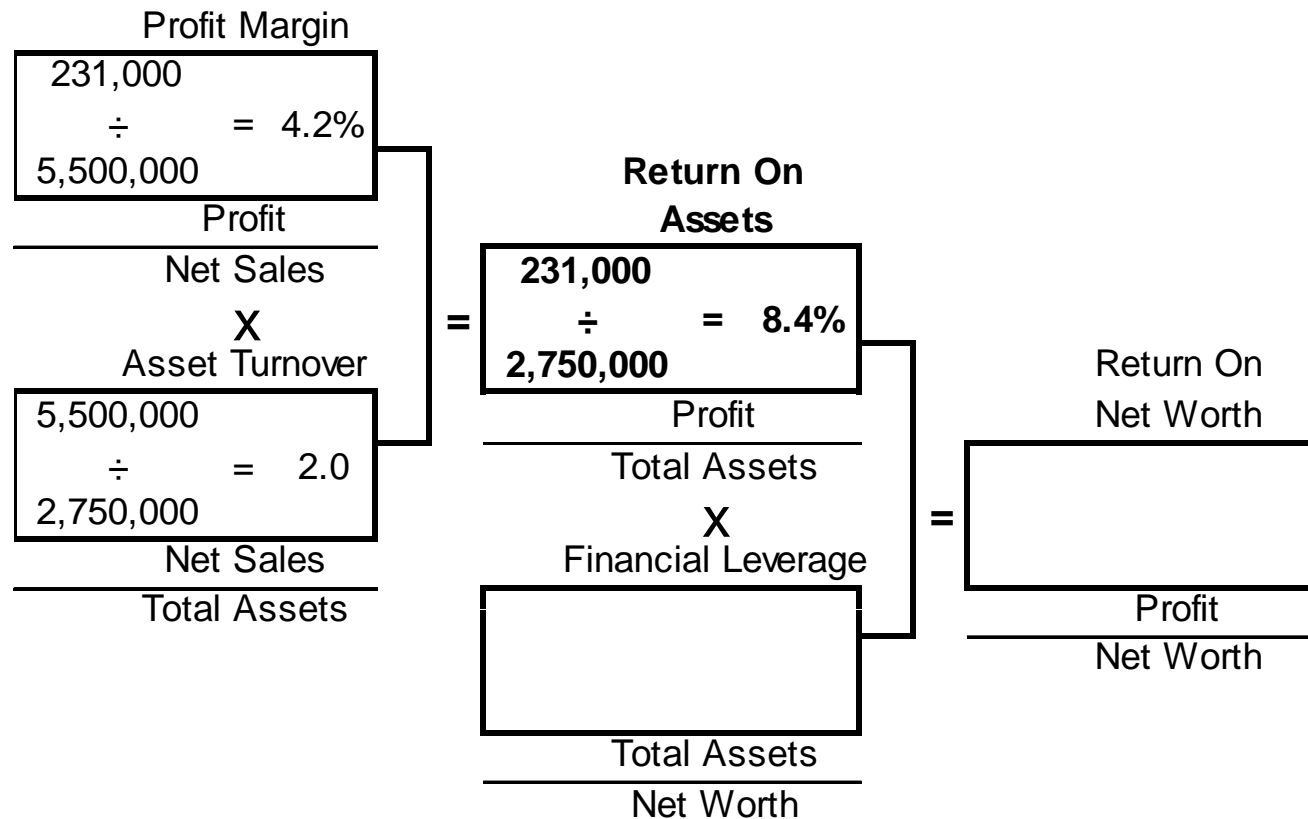 Profit Margin
231,000
÷ = 4.2%
5,500,000
Profit
Net Sales
X
Asset Turnover
5,500,000
÷ = 2.0
2,750,000
Net Sales
Total Assets
=
Return On
Assets
231,000
÷ = 8.4%
2,750,000
Profit
Total Assets
X
Financial Leverage
Total Assets
Net Worth
=
Return On
Net Worth
Profit
Net Worth